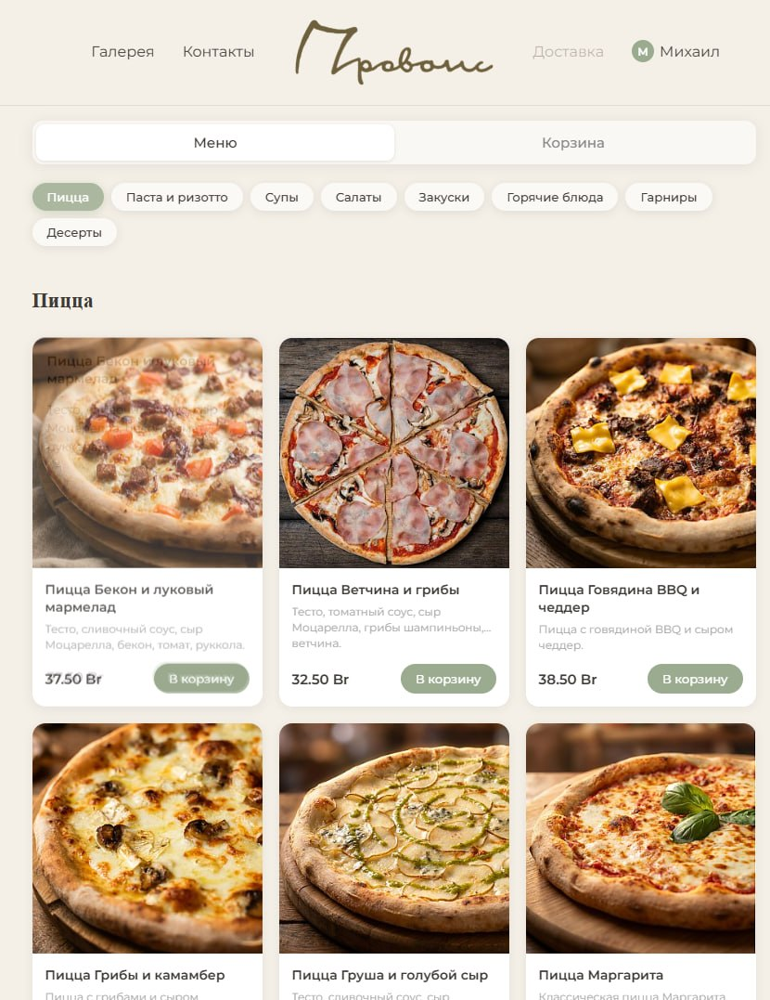 Галерея
Контакты
Прованс
Доставка
М Михаил
Меню
Корзина
Пицца
Паста и ризотто
Супы
Салаты
Закуски
Горячие блюда
Гарниры
Десерты
Пицца
Пицца Бекон и луковый
мармелад
Пицца Бекон и луковый
мармелад
Тесто, сливочный соус, сыр
Моцарелла, бекон, томат, руккола.
37.50 Br
В корзину
Пицца Ветчина и грибы
Тесто, томатный соус, сыр
Моцарелла, грибы шампиньоны,...
ветчина.
32.50 Br
В корзину
Пицца Говядина BBQ и
чеддер
Пицца с говядиной BBQ и сыром
чеддер.
38.50 Br
В корзину
Пицца Грибы и камамбер
Пицца с грибами и сыром
Пицца Груша и голубой сыр
Тесто, сливочный соус, сыр
Пицца Маргарита
Классическая пицца Маргарита